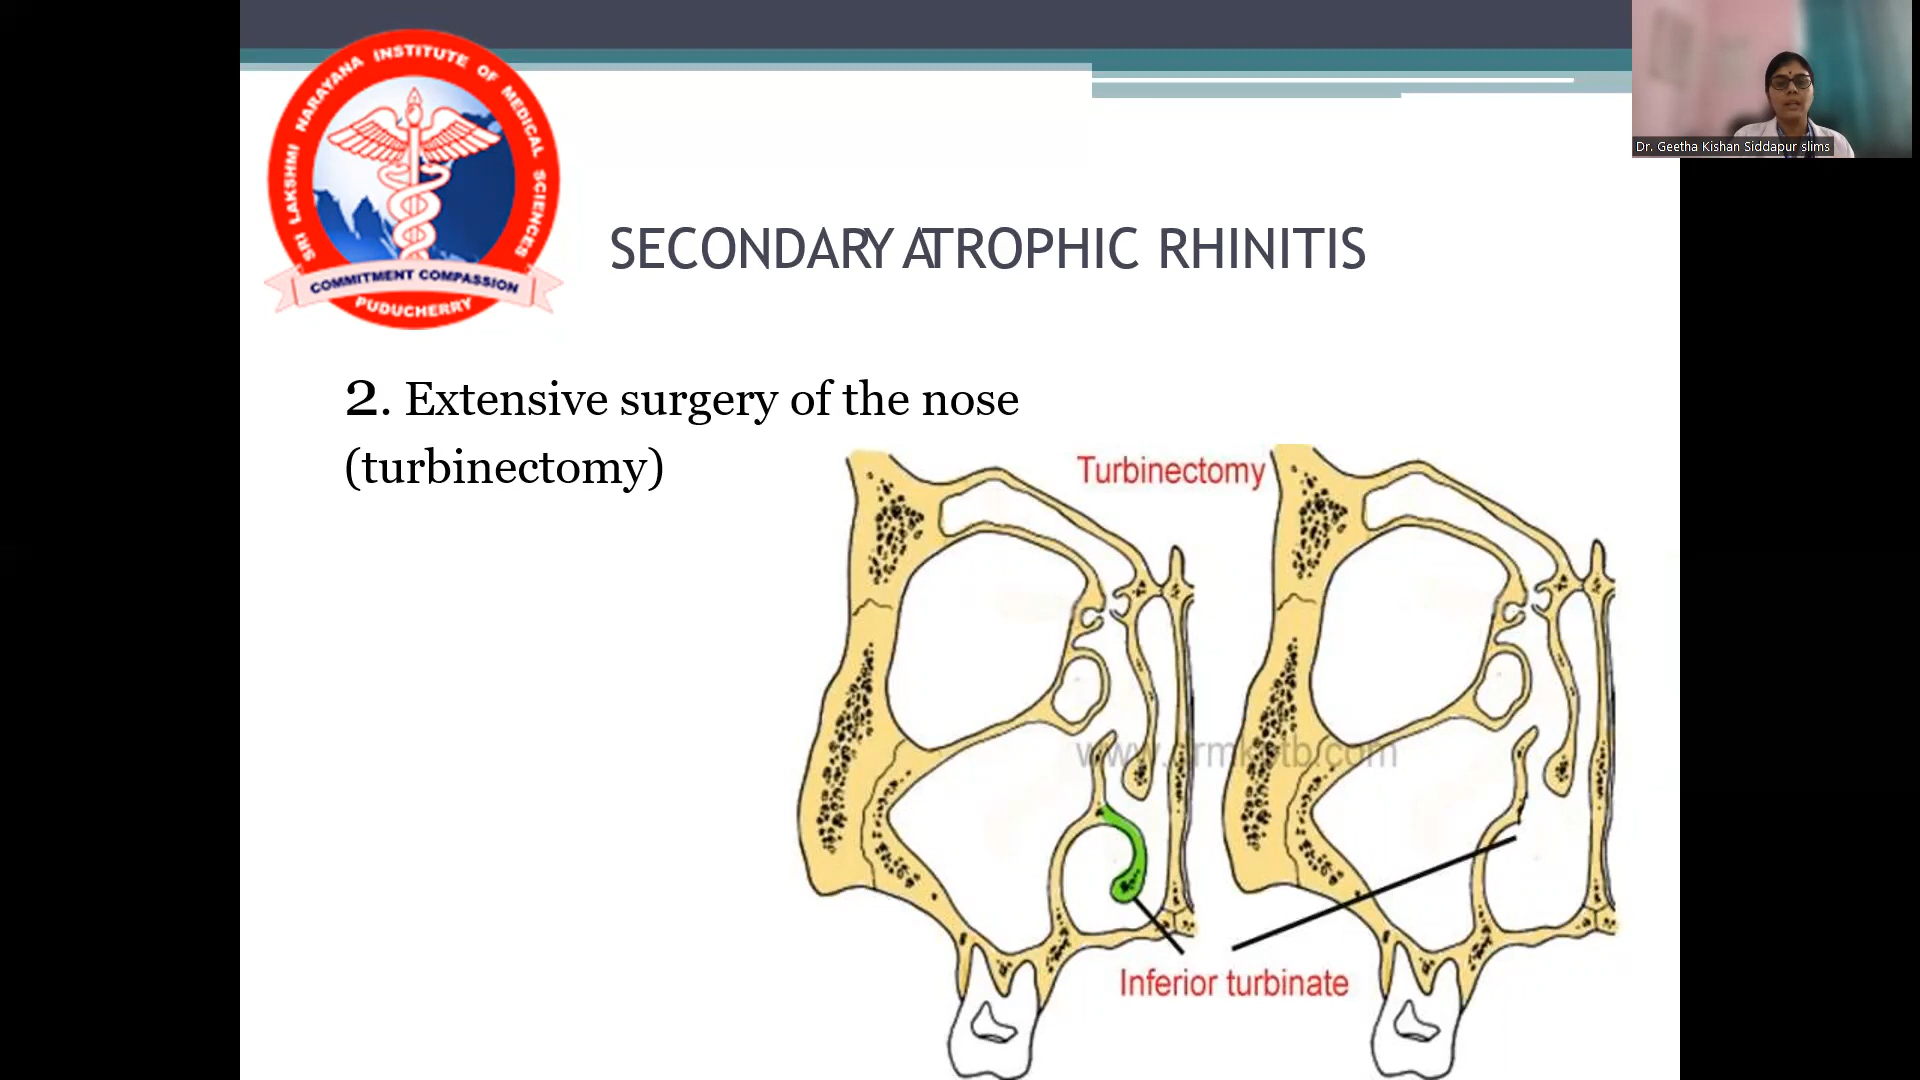 SRI LAKSHMI NARAYANA INSTITUTE OF MEDICAL SCIENCES
COMMITMENT COMPASSION
PUDUCHERRY
Dr. Geetha Kishan Siddapur slims
SECONDARY ATROPHIC RHINITIS
2. Extensive surgery of the nose
(turbinectomy)
Turbinectomy
Inferior turbinate